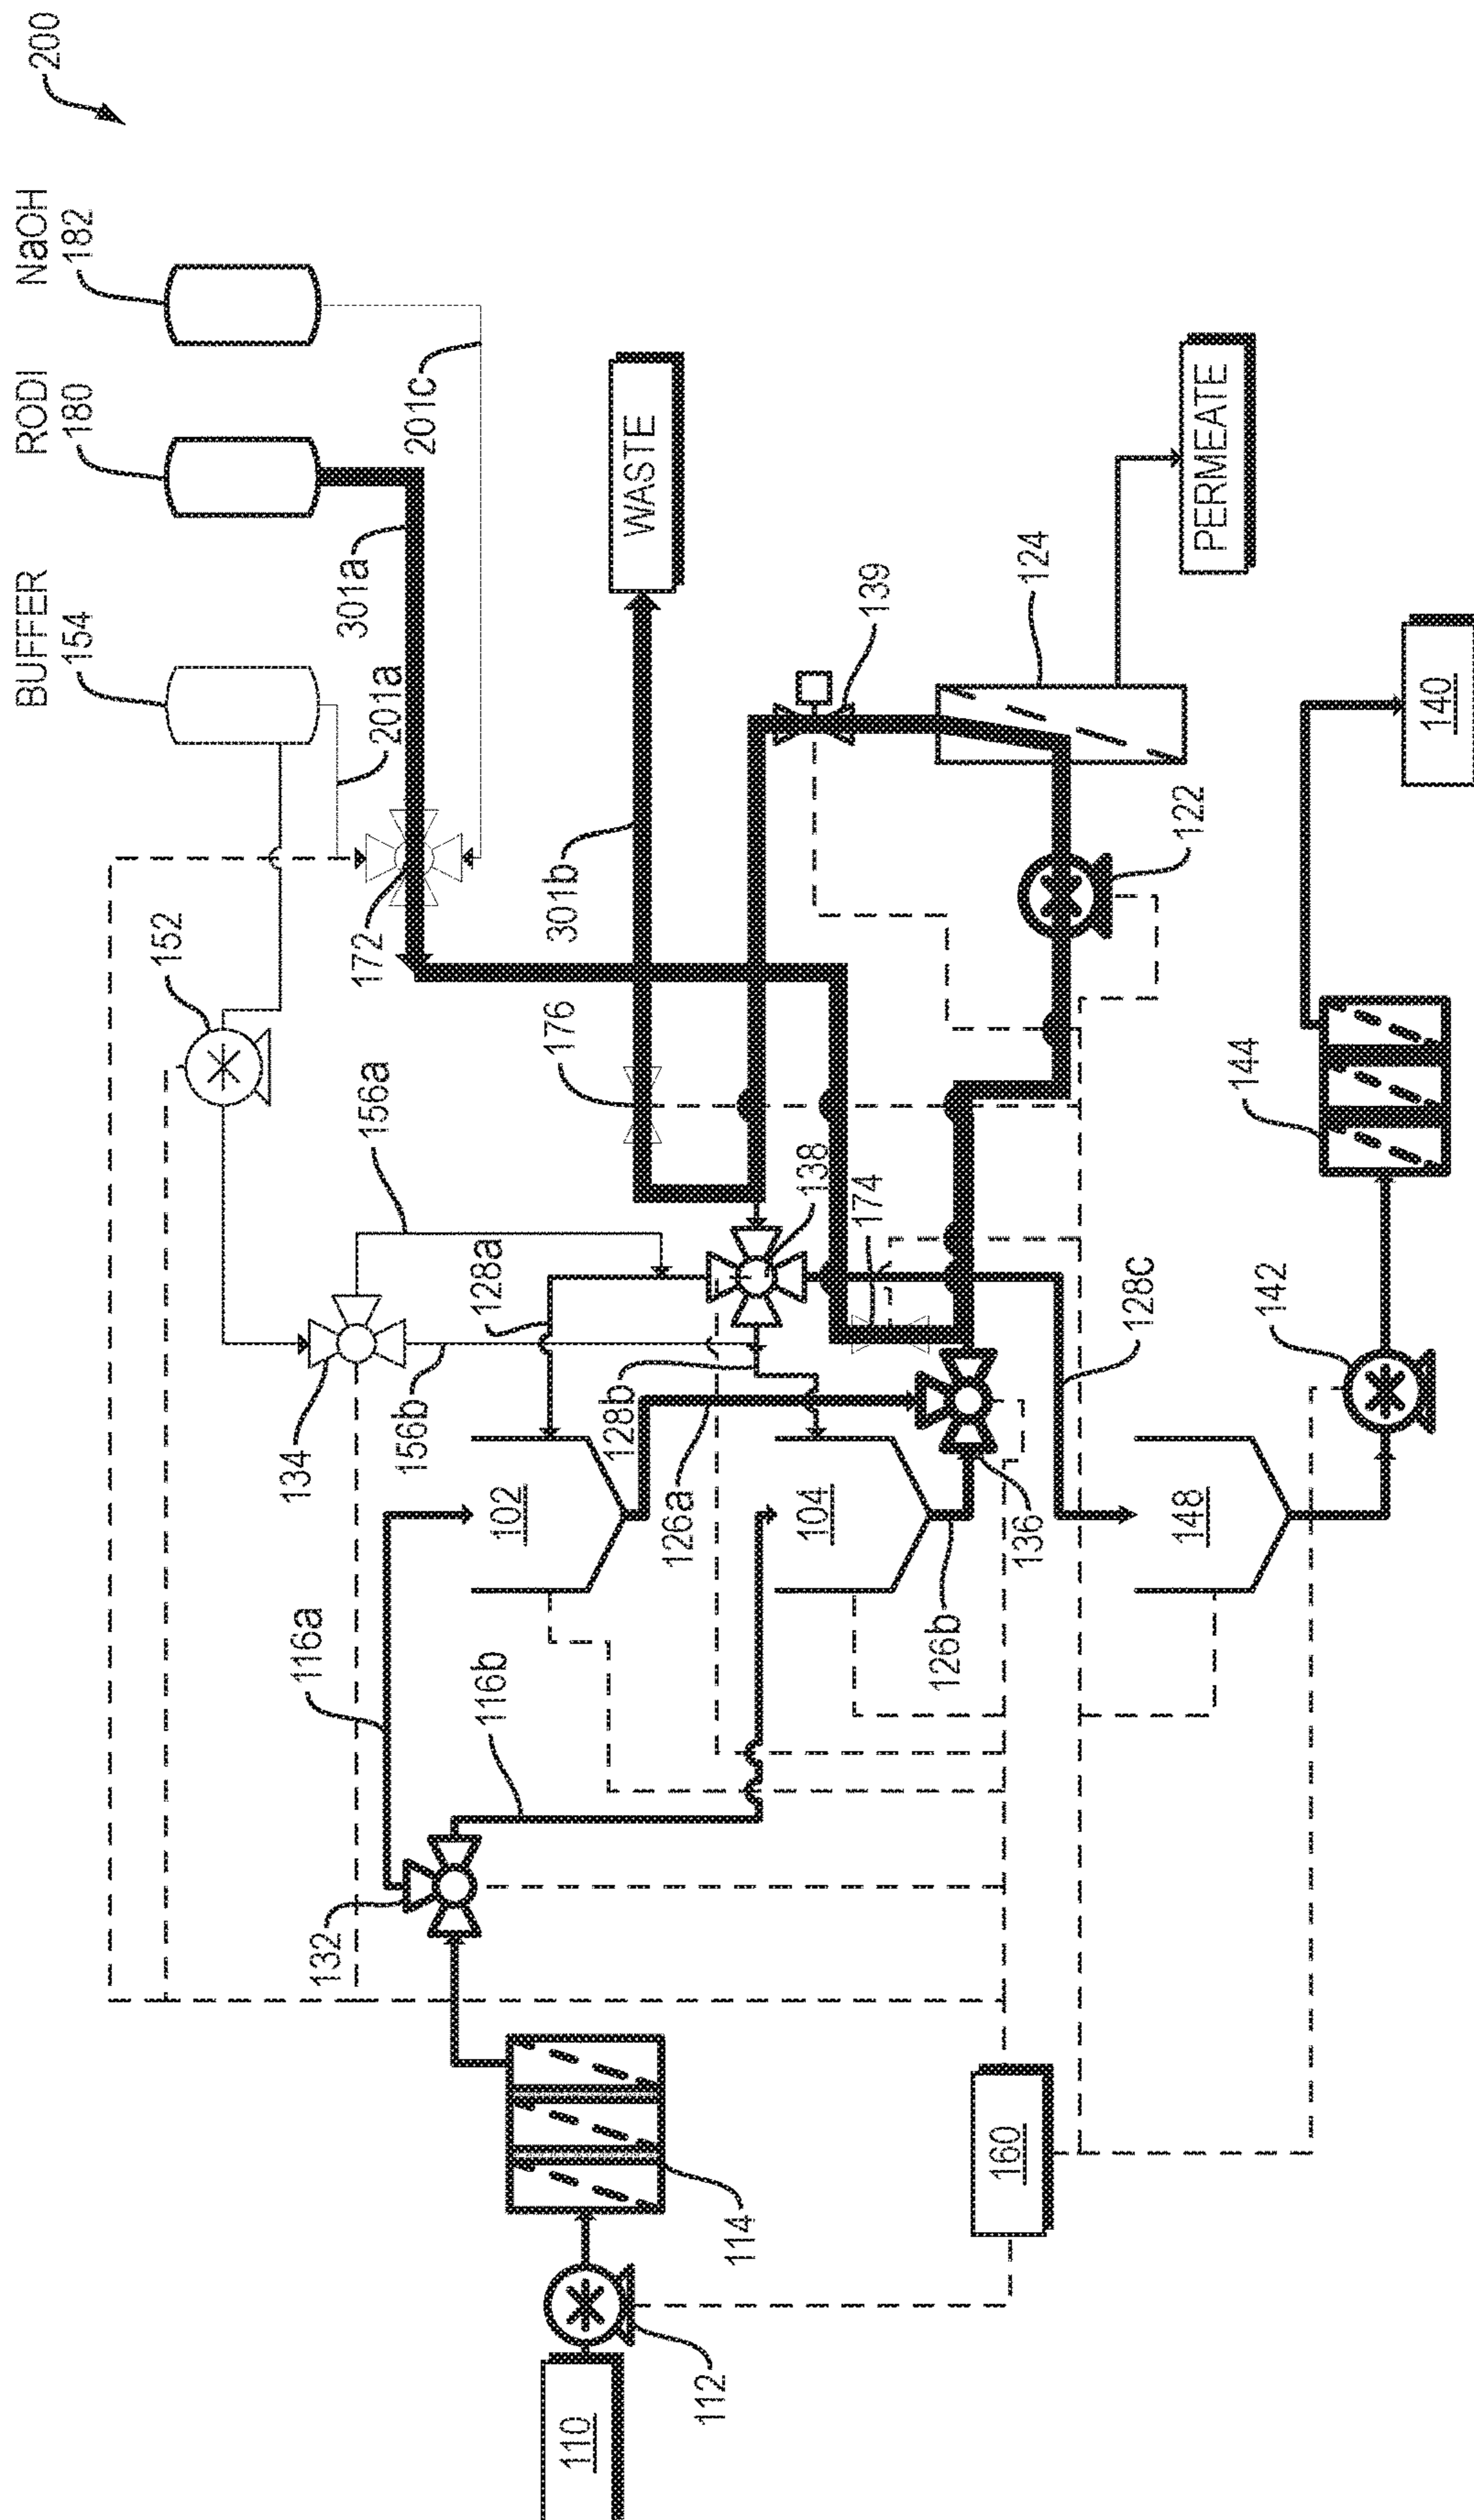 200
BUFFER
154
RODI
180
NaOH
182
152
201a
301a
201c
172
156a
134
156b
116a
132
176
301b
WASTE
128a
138
139
128b
102
126a
174
122
124
PERMEATE
116b
104
126b
136
128c
148
142
144
140
110
112
114
160